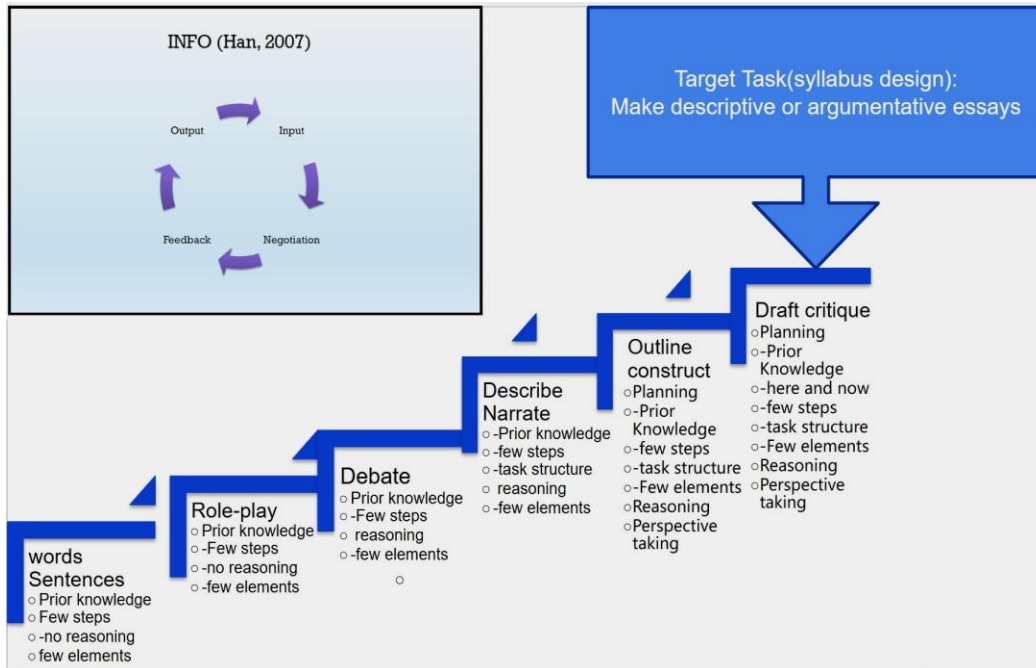 INFO (Han, 2007)
Output
Input
Feedback
Negotiation
Target Task(syllabus design):
Make descriptive or argumentative essays
words
Sentences
Prior knowledge
Few steps
-no reasoning
few elements
Role-play
Prior knowledge
-Few steps
-no reasoning
-few elements
Debate
Prior knowledge
-Few steps
reasoning
-few elements
Describe
Narrate
-Prior knowledge
-few steps
-task structure
reasoning
-few elements
Outline
construct
Planning
-Prior
Knowledge
-few steps
-task structure
-Few elements
Reasoning
Perspective
taking
Draft critique
Planning
-Prior
Knowledge
-here and now
-few steps
-task structure
-Few elements
Reasoning
Perspective
taking